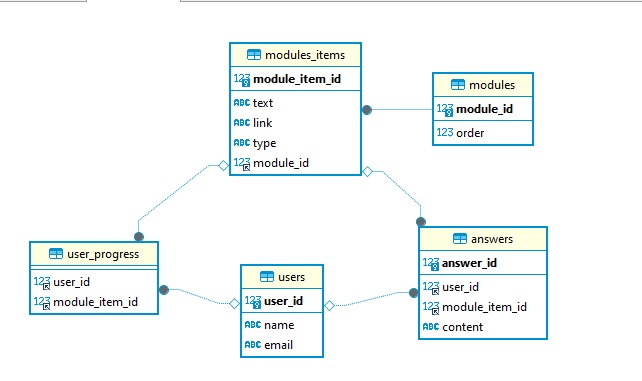 modules_items
123 module_item_id
ABC text
ABC link
ABC type
123 module_id
modules
123 module_id
123 order
user_progress
123 user_id
123 module_item_id
users
123 user_id
ABC name
ABC email
answers
123 answer_id
123 user_id
123 module_item_id
ABC content